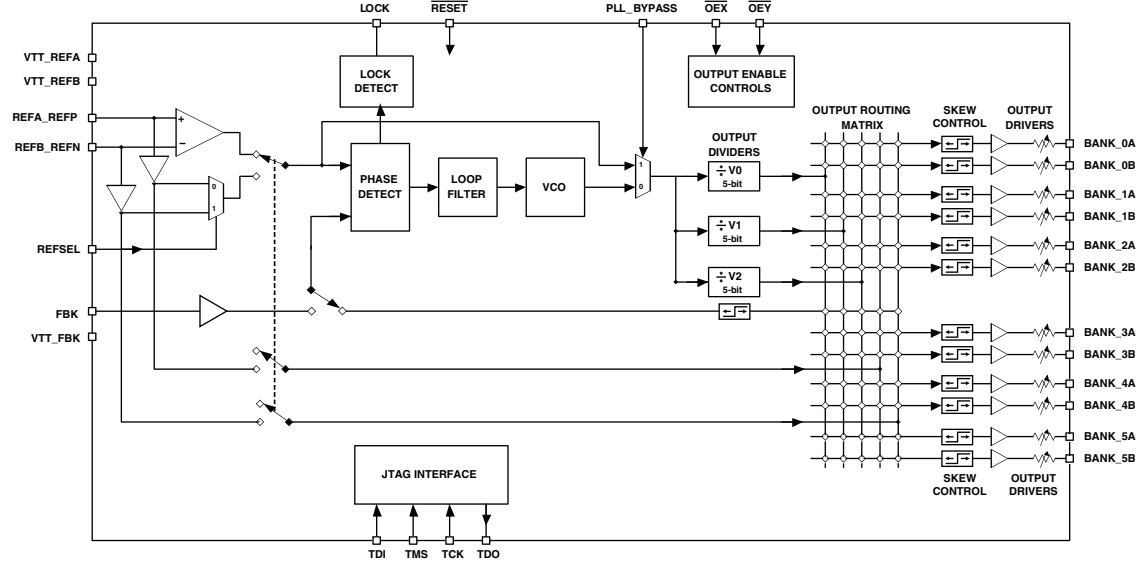 LOCK
RESET
PLL_BYPASS
OEX
OEY
VTT_REFA
VTT_REFB
REFA_REFP
REFB_REFN
REFSEL
FBK
VTT_FBK
+
−
0
1
LOCK
DETECT
PHASE
DETECT
LOOP
FILTER
VCO
1
0
OUTPUT ENABLE
CONTROLS
OUTPUT
DIVIDERS
÷ V0
5-bit
÷ V1
5-bit
÷ V2
5-bit
OUTPUT ROUTING
MATRIX
SKEW
CONTROL
OUTPUT
DRIVERS
BANK_0A
BANK_0B
BANK_1A
BANK_1B
BANK_2A
BANK_2B
BANK_3A
BANK_3B
BANK_4A
BANK_4B
BANK_5A
BANK_5B
SKEW
CONTROL
OUTPUT
DRIVERS
JTAG INTERFACE
TDI
TMS
TCK
TDO